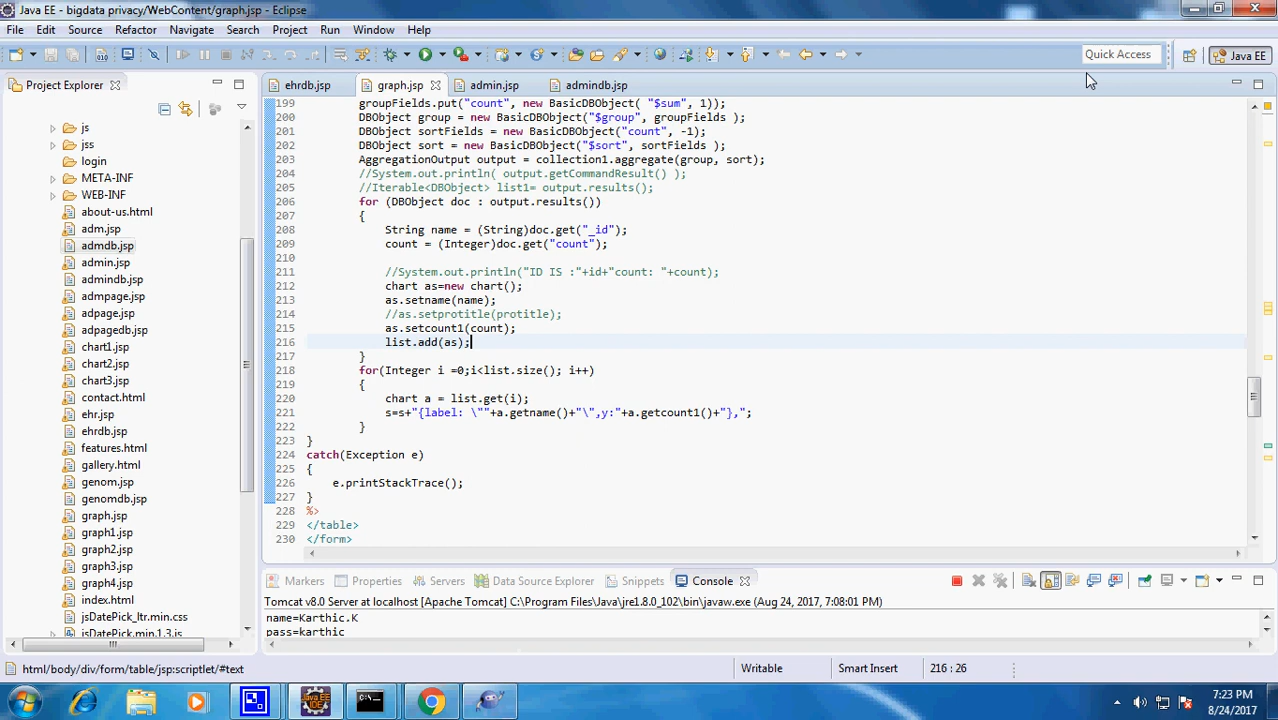 Java EE - bigdata privacy/WebContent/graph.jsp - Eclipse
File Edit Source Refactor Navigate Search Project Run Window Help
Quick Access
Java EE
Project Explorer
js
jss
login
META-INF
WEB-INF
about-us.html
adm.jsp
admdb.jsp
admin.jsp
admindb.jsp
admpage.jsp
adpage.jsp
adpagedb.jsp
chart1.jsp
chart2.jsp
chart3.jsp
contact.html
ehr.jsp
ehrdb.jsp
features.html
gallery.html
genom.jsp
genomdb.jsp
graph.jsp
graph1.jsp
graph2.jsp
graph3.jsp
graph4.jsp
index.html
jsDatePick_ltr.min.css
jsDatePick.min.1.3.js
ehrdb.jsp graph.jsp admin.jsp admindb.jsp
199 groupFields.put("count", new BasicDBObject( "$sum", 1));
200 DBObject group = new BasicDBObject("$group", groupFields );
201 DBObject sortFields = new BasicDBObject("count", -1);
202 DBObject sort = new BasicDBObject("$sort", sortFields );
203 AggregationOutput output = collection1.aggregate(group, sort);
204 //System.out.println( output.getCommandResult() );
205 //Iterable<DBObject> list1= output.results();
206 for (DBObject doc : output.results())
207 {
208 String name = (String)doc.get("_id");
209 count = (Integer)doc.get("count");
210
211 //System.out.println("ID IS :"+id+"count: "+count);
212 chart as=new chart();
213 as.setname(name);
214 //as.setprotitle(protitle);
215 as.setcount1(count);
216 list.add(as);
217 }
218 for(Integer i =0;i<list.size(); i++)
219 {
220 chart a = list.get(i);
221 s=s+"{label: \""+a.getname()+"\",y:"+a.getcount1()+"},";
222 }
223 }
224 catch(Exception e)
225 {
226 e.printStackTrace();
227 }
228 %>
229 </table>
230 </form>
Markers Properties Servers Data Source Explorer Snippets Console
Tomcat v8.0 Server at localhost [Apache Tomcat] C:\Program Files\Java\jre1.8.0_102\bin\javaw.exe (Aug 24, 2017, 7:08:01 PM)
name=Karthic.K
pass=karthic
html/body/div/form/table/jsp:scriptlet/#text
Writable
Smart Insert
216 : 26
Java EE
IDE
7:23 PM
8/24/2017